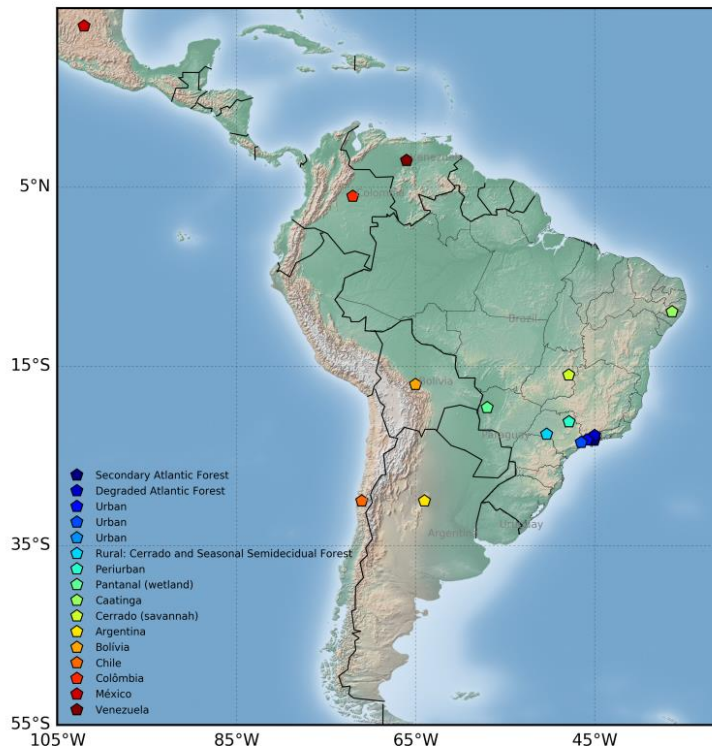 Venezuela
5°N
Colombia
Brazil
15°S
Bolivia
Paraguay
Secondary Atlantic Forest
Degraded Atlantic Forest
Urban
Urban
Urban
Rural: Cerrado and Seasonal Semidecidual Forest
Periurban
Pantanal (wetland)
Caatinga
Cerrado (savannah)
Argentina
Bolívia
Chile
Colômbia
México
Venezuela
35°S
Argentina
Uruguay
55°S
105°W
85°W
65°W
45°W